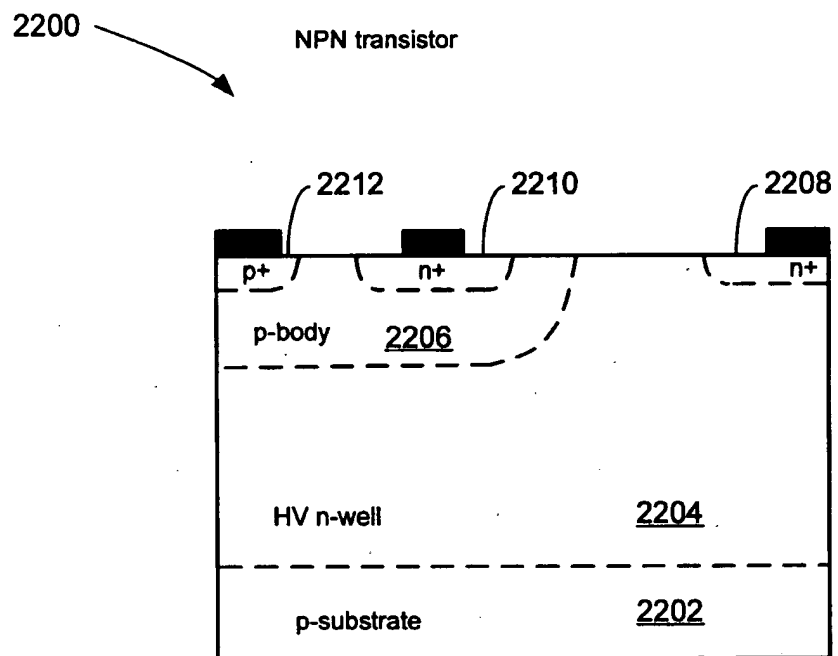 2200
NPN transistor
2212
2210
2208
p+
n+
n+
p-body
2206
HV n-well
2204
p-substrate
2202